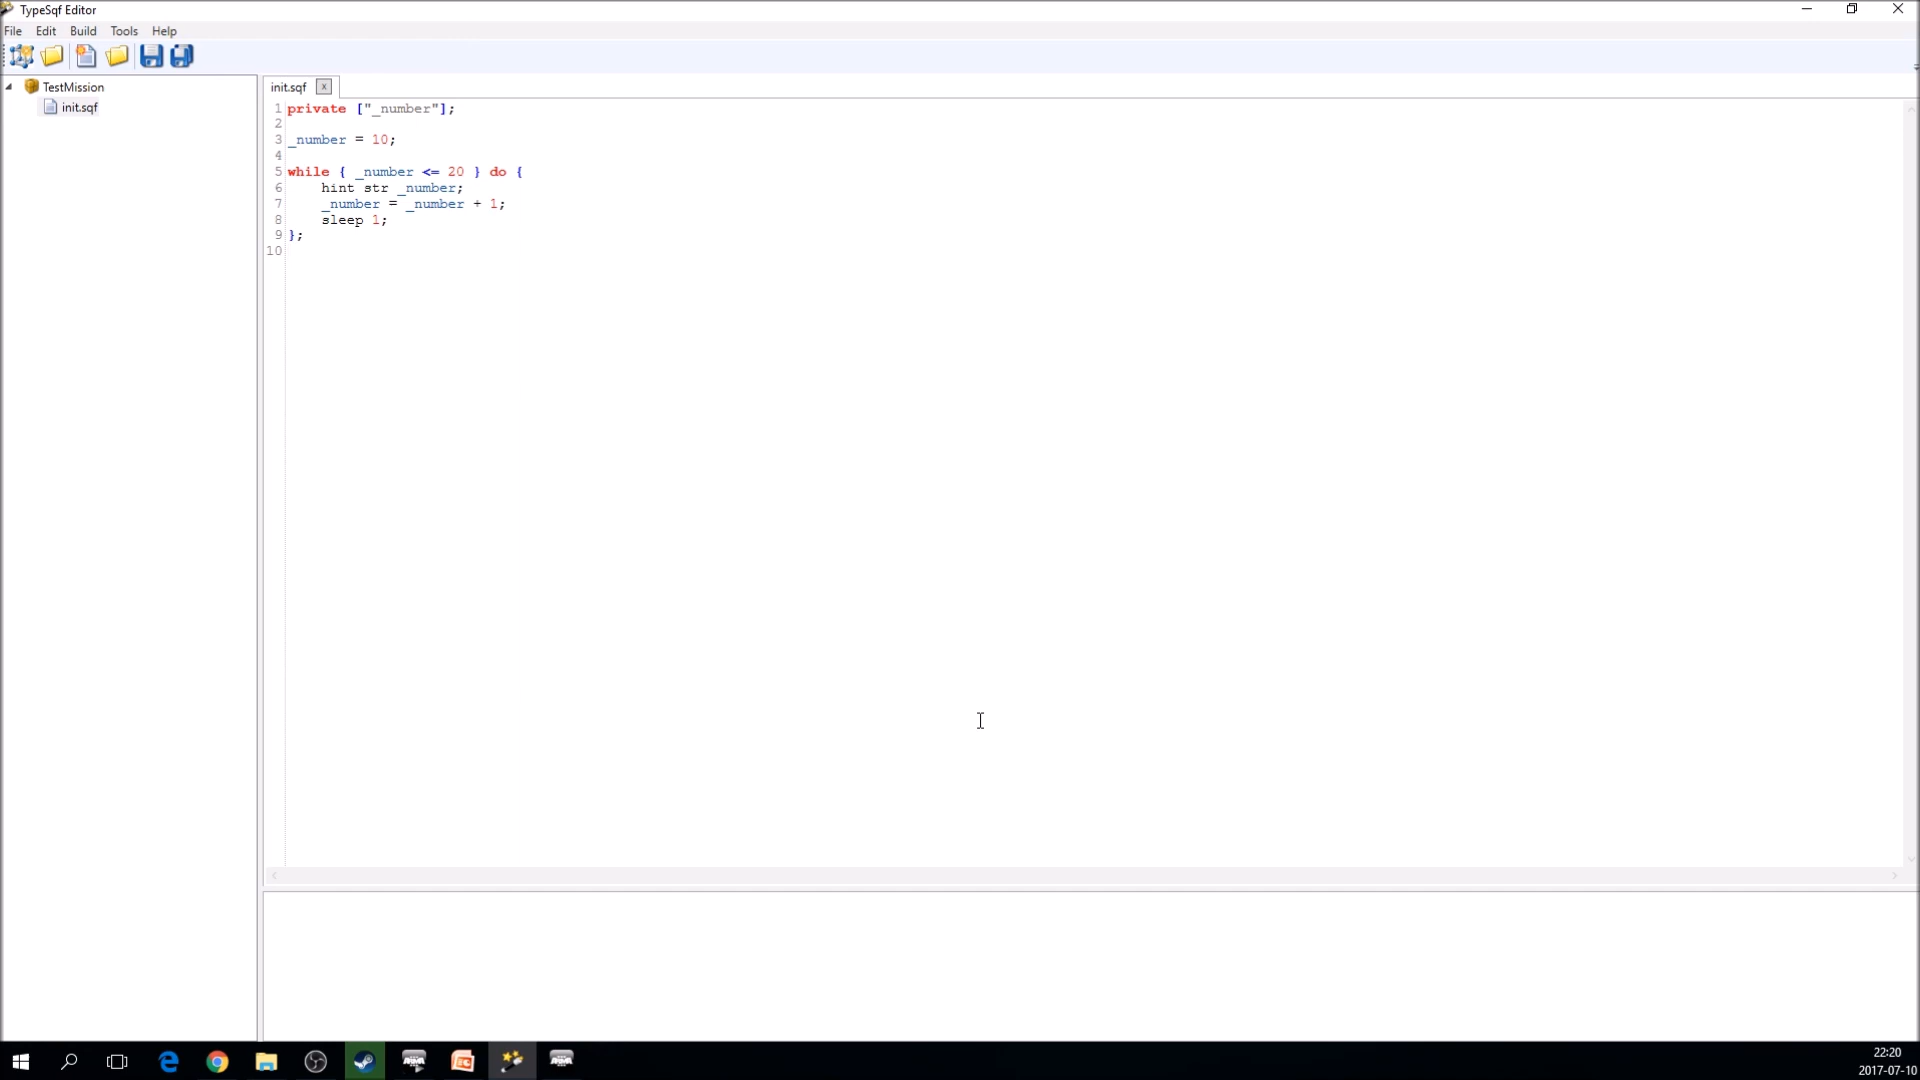 TypeSqf Editor
File Edit Build Tools Help
TestMission
init.sqf
init.sqf x
1 private ["_number"];
2
3 _number = 10;
4
5 while { _number <= 20 } do {
6     hint str _number;
7     _number = _number + 1;
8     sleep 1;
9 };
10
22:20
2017-07-10